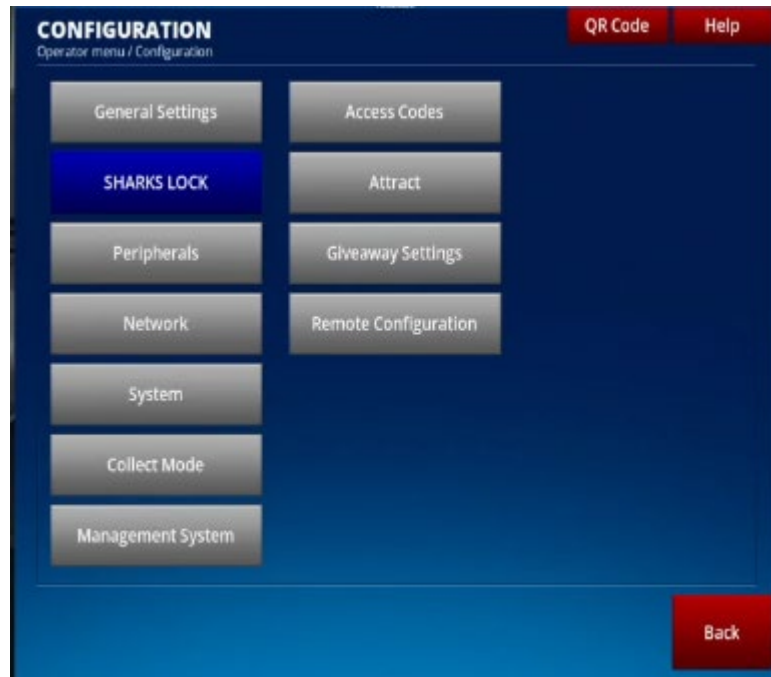 CONFIGURATION
Operator menu / Configuration
QR Code
Help
General Settings
Access Codes
SHARKS LOCK
Attract
Peripherals
Giveaway Settings
Network
Remote Configuration
System
Collect Mode
Management System
Back